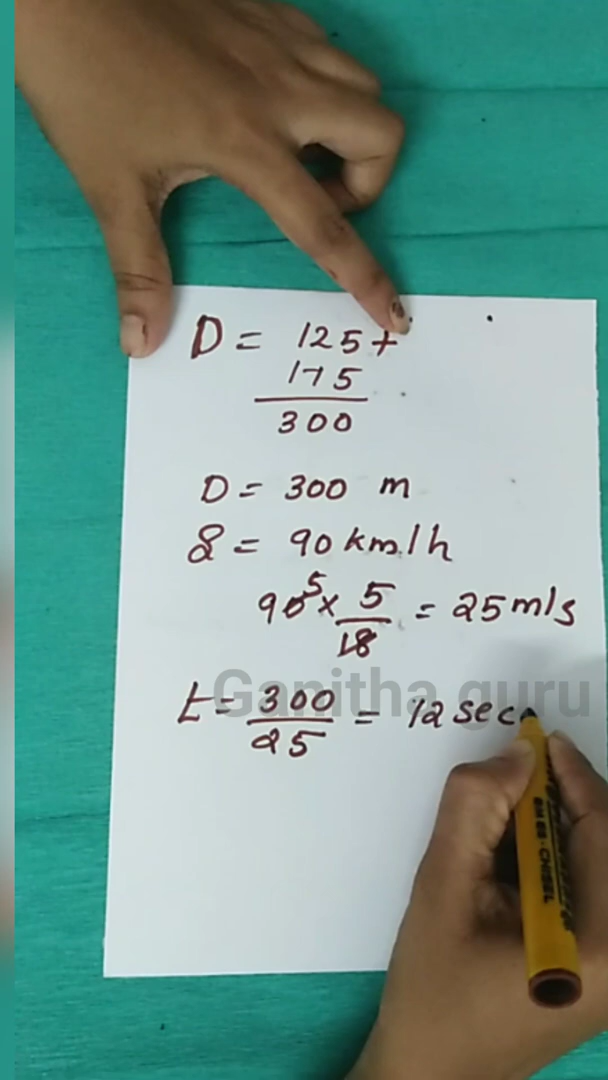 D = 125+
175
300
D = 300 m
S = 90 km/h
90 5 × 5/18 = 25 m/s
Ganitha guru
t = 300/25 = 12 sec